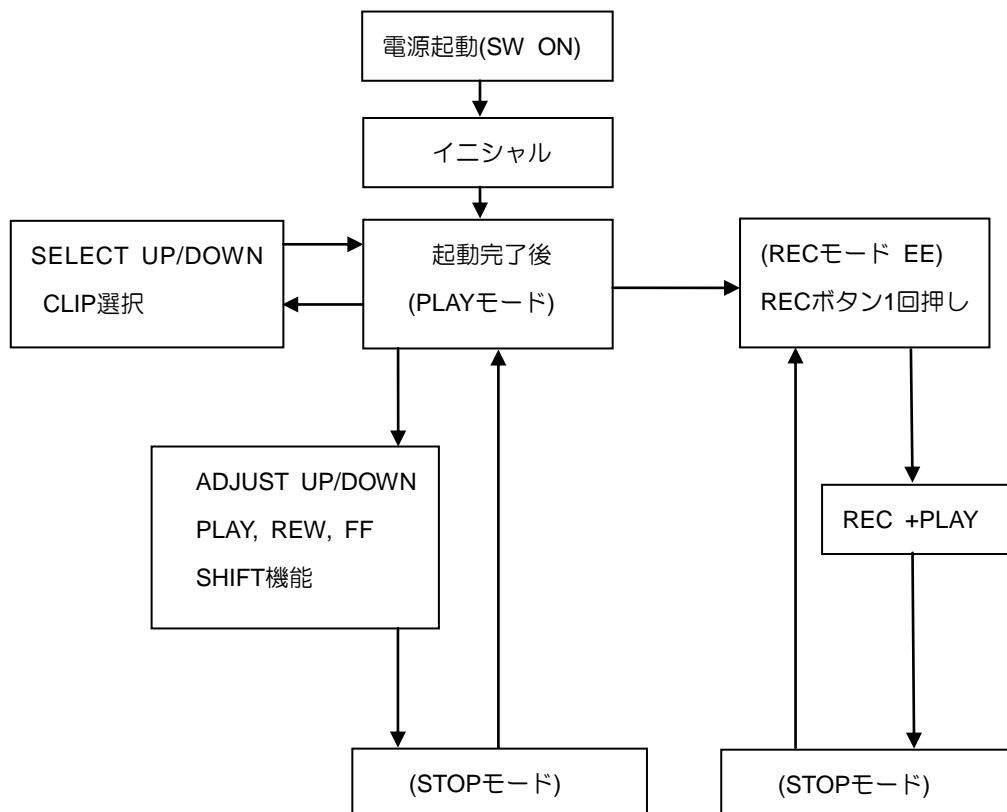 電源起動(SW ON)
イニシャル
SELECT UP/DOWN
CLIP選択
起動完了後
(PLAYモード)
(RECモード EE)
RECボタン1回押し
ADJUST UP/DOWN
PLAY, REW, FF
SHIFT機能
REC +PLAY
(STOPモード)
(STOPモード)